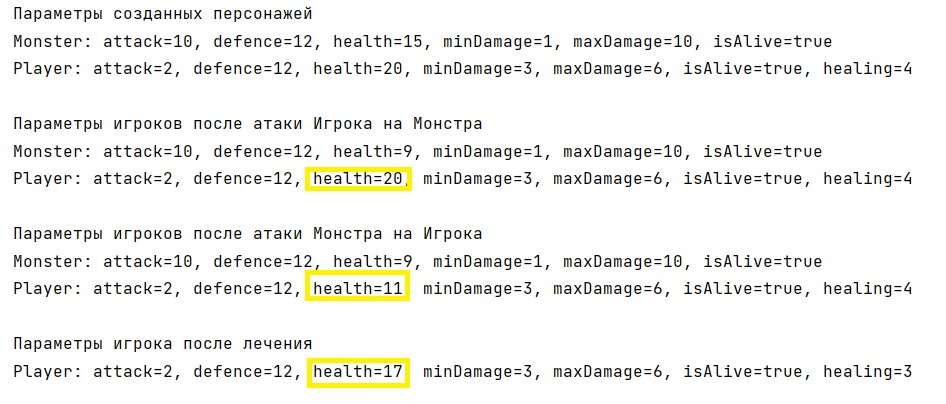 Параметры созданных персонажей
Monster: attack=10, defence=12, health=15, minDamage=1, maxDamage=10, isAlive=true
Player: attack=2, defence=12, health=20, minDamage=3, maxDamage=6, isAlive=true, healing=4
Параметры игроков после атаки Игрока на Монстра
Monster: attack=10, defence=12, health=9, minDamage=1, maxDamage=10, isAlive=true
Player: attack=2, defence=12, health=20, minDamage=3, maxDamage=6, isAlive=true, healing=4
Параметры игроков после атаки Монстра на Игрока
Monster: attack=10, defence=12, health=9, minDamage=1, maxDamage=10, isAlive=true
Player: attack=2, defence=12, health=11 minDamage=3, maxDamage=6, isAlive=true, healing=4
Параметры игрока после лечения
Player: attack=2, defence=12, health=17 minDamage=3, maxDamage=6, isAlive=true, healing=3